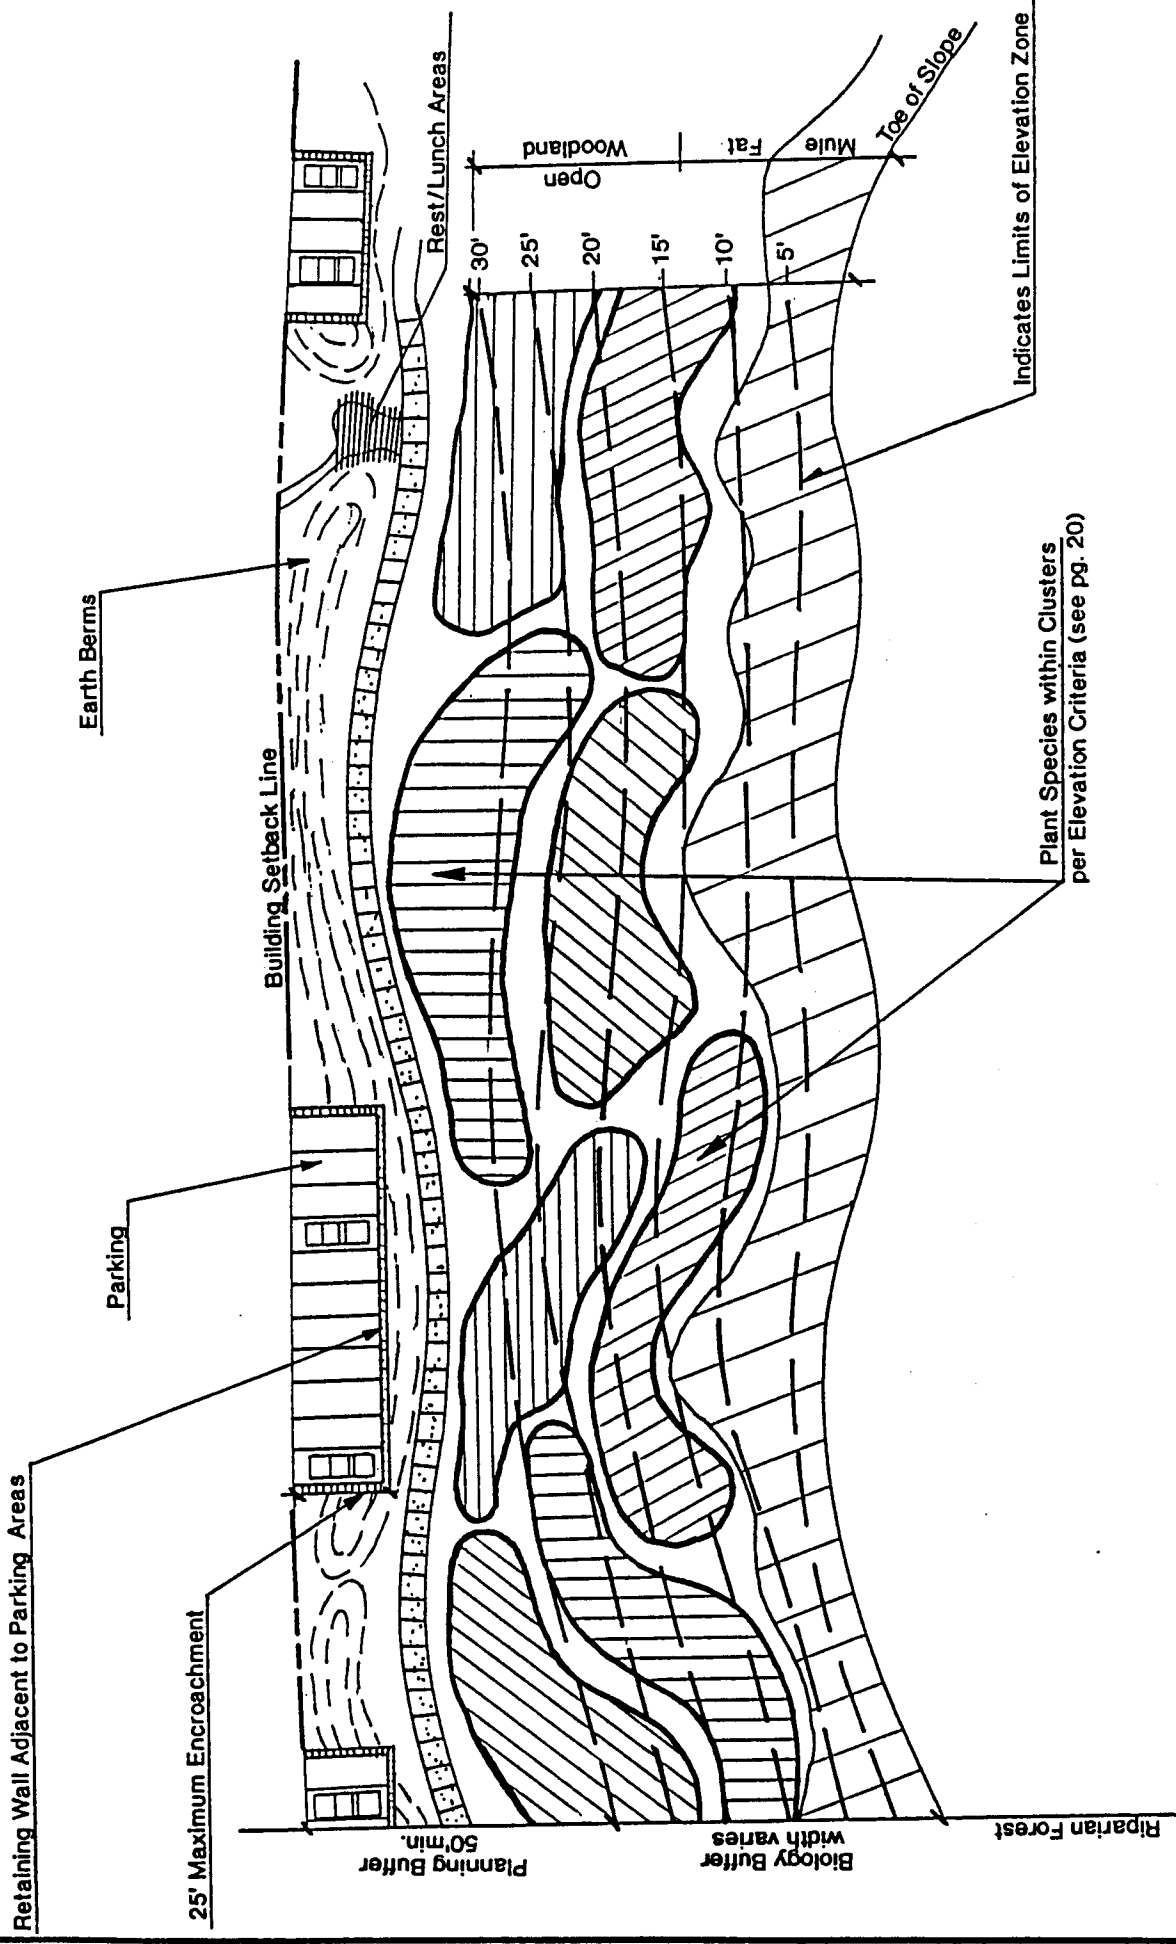 Retaining Wall Adjacent to Parking Areas
25' Maximum Encroachment
Parking
Earth Berms
Building Setback Line
Rest/Lunch Areas
Planning Buffer
50'min.
Biology Buffer
width varies
Riparian Forest
30'
25'
20'
15'
10'
5'
Open
Woodland
Mule
Fat
Toe of Slope
Indicates Limits of Elevation Zone
Plant Species within Clusters
per Elevation Criteria (see pg. 20)